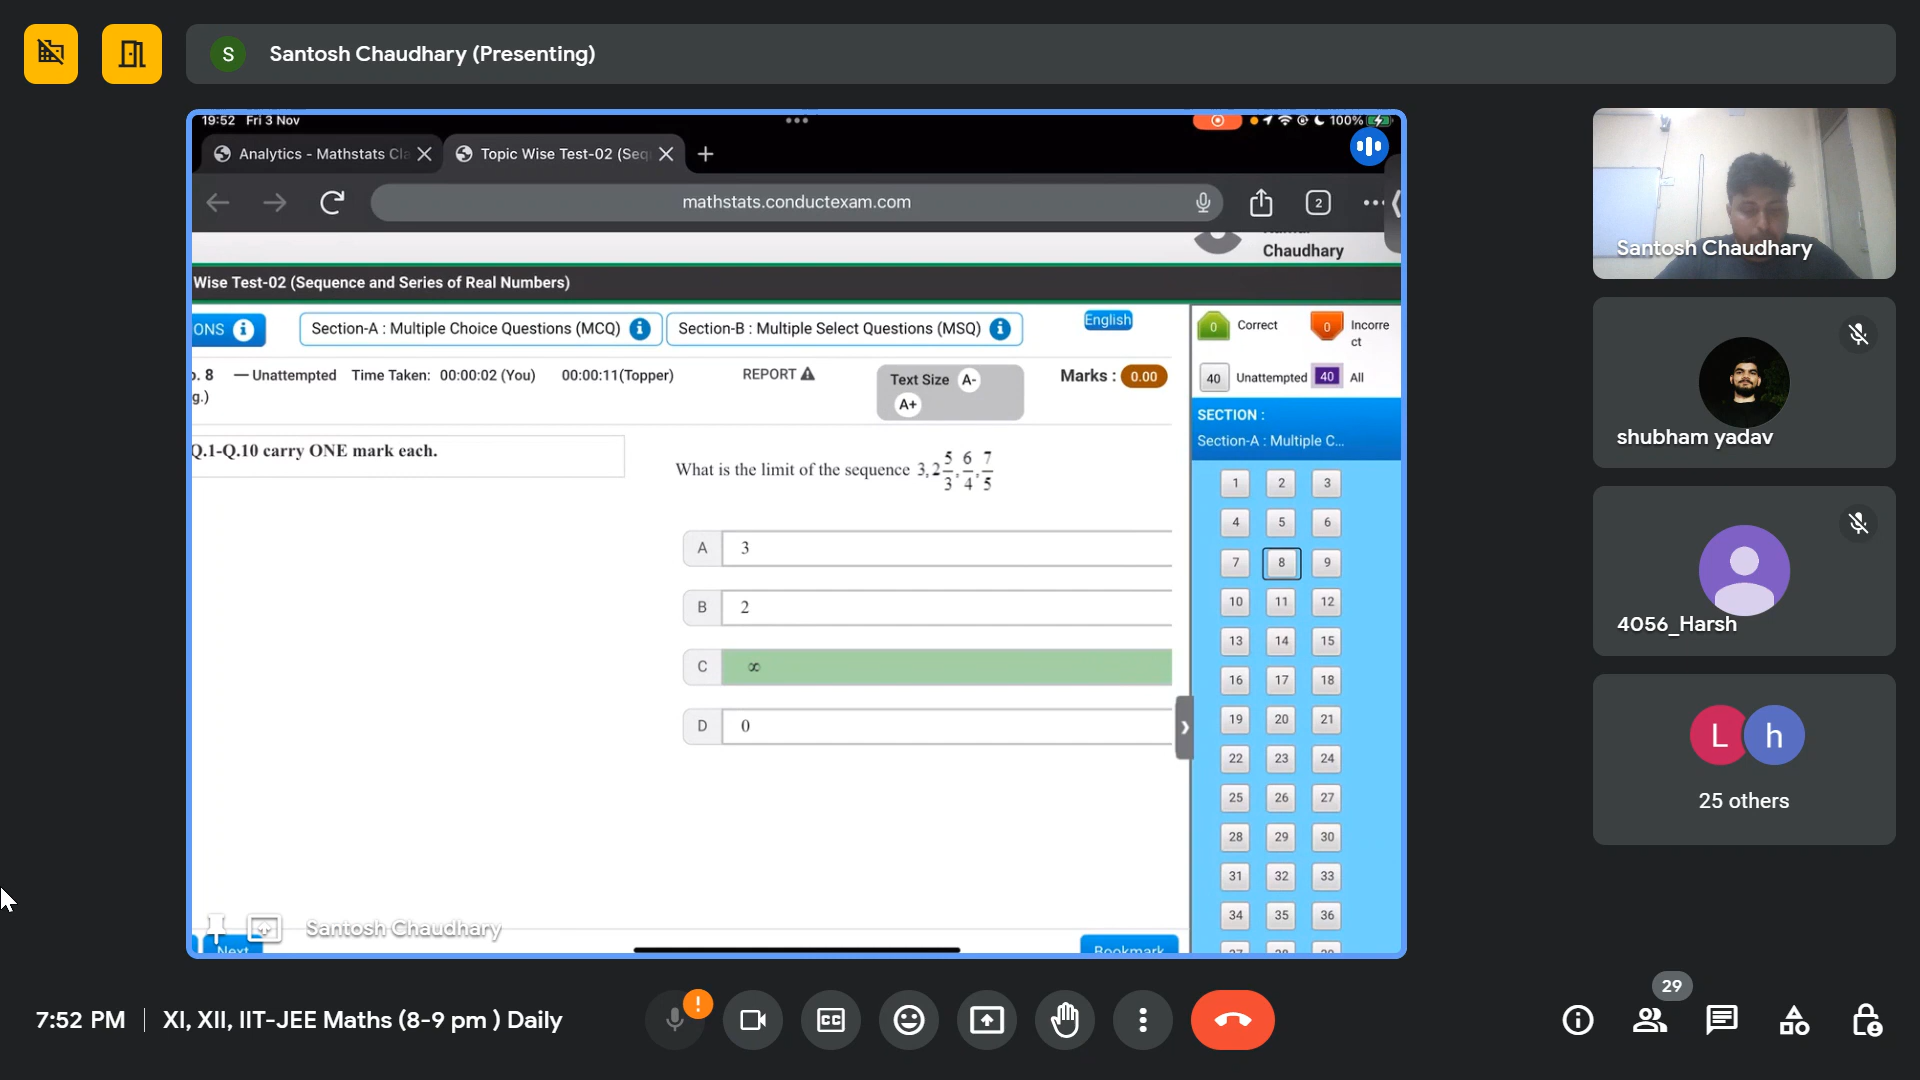 S Santosh Chaudhary (Presenting)
19:52 Fri 3 Nov
100%
Analytics - Mathstats Cla
Topic Wise Test-02 (Seq
mathstats.conductexam.com
2
Chaudhary
Wise Test-02 (Sequence and Series of Real Numbers)
ONS
Section-A : Multiple Choice Questions (MCQ)
Section-B : Multiple Select Questions (MSQ)
English
0 Correct
0 Incorre
ct
. 8 — Unattempted Time Taken: 00:00:02 (You) 00:00:11(Topper)
g.)
REPORT
Text Size A-
A+
Marks : 0.00
40 Unattempted 40 All
SECTION :
Section-A : Multiple C...
Q.1-Q.10 carry ONE mark each.
What is the limit of the sequence 3,2 5/3, 6/4, 7/5
A 3
B 2
C ∞
D 0
1 2 3
4 5 6
7 8 9
10 11 12
13 14 15
16 17 18
19 20 21
22 23 24
25 26 27
28 29 30
31 32 33
34 35 36
Santosh Chaudhary
Next
Bookmark
Santosh Chaudhary
shubham yadav
4056_Harsh
L h
25 others
7:52 PM | XI, XII, IIT-JEE Maths (8-9 pm ) Daily
CC
29